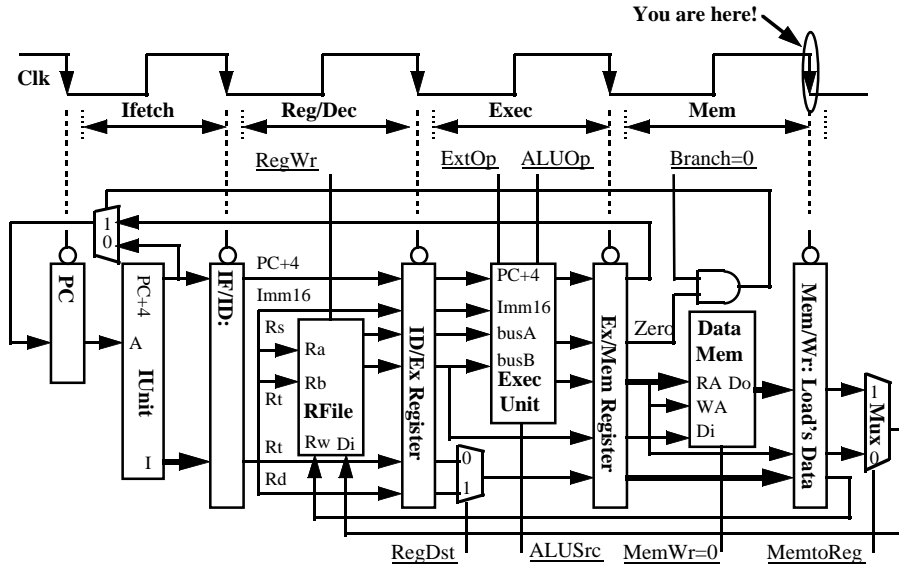 You are here!
Clk
Ifetch
Reg/Dec
Exec
Mem
RegWr
ExtOp
ALUOp
Branch=0
1
0
PC
PC+4
A
IUnit
I
IF/ID:
PC+4
Imm16
Rs
Rt
Ra
Rb
RFile
Rw Di
Rt
Rd
ID/Ex Register
0
1
PC+4
Imm16
busA
busB
Exec
Unit
Ex/Mem Register
Zero
Data
Mem
RA Do
WA
Di
Mem/Wr: Load's Data
1
Mux
0
RegDst
ALUSrc
MemWr=0
MemtoReg